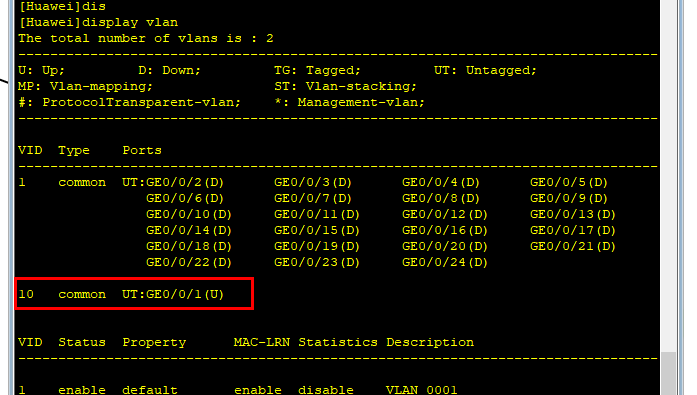 [Huawei]dis
[Huawei]display vlan
The total number of vlans is : 2
--------------------------------------------------------------------------------
U: Up;         D: Down;         TG: Tagged;         UT: Untagged;
MP: Vlan-mapping;               ST: Vlan-stacking;
#: ProtocolTransparent-vlan;    *: Management-vlan;
--------------------------------------------------------------------------------
VID  Type    Ports
--------------------------------------------------------------------------------
1    common  UT:GE0/0/2(D)      GE0/0/3(D)      GE0/0/4(D)      GE0/0/5(D)
GE0/0/6(D)      GE0/0/7(D)      GE0/0/8(D)      GE0/0/9(D)
GE0/0/10(D)     GE0/0/11(D)     GE0/0/12(D)     GE0/0/13(D)
GE0/0/14(D)     GE0/0/15(D)     GE0/0/16(D)     GE0/0/17(D)
GE0/0/18(D)     GE0/0/19(D)     GE0/0/20(D)     GE0/0/21(D)
GE0/0/22(D)     GE0/0/23(D)     GE0/0/24(D)
10   common  UT:GE0/0/1(U)
VID  Status  Property      MAC-LRN Statistics Description
--------------------------------------------------------------------------------
1    enable  default       enable  disable    VLAN 0001